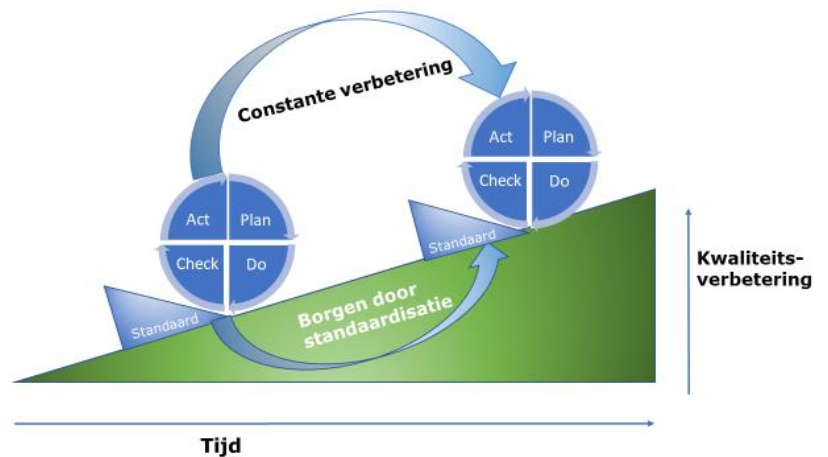 Constante verbetering
Act
Plan
Check
Do
Act
Plan
Check
Do
Standaard
Standaard
Borgen door
standaardisatie
Kwaliteits-
verbetering
Tijd